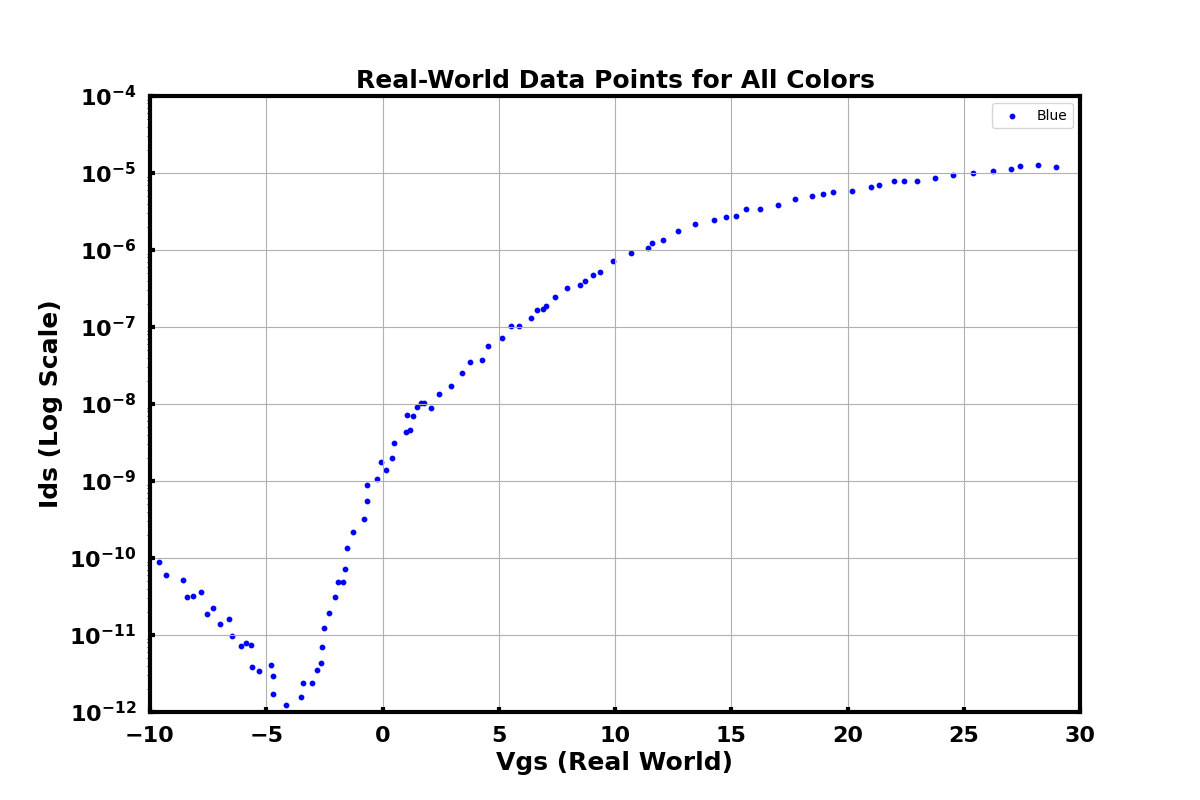 Real-World Data Points for All Colors
Blue
Ids (Log Scale)
10⁻⁴
10⁻⁵
10⁻⁶
10⁻⁷
10⁻⁸
10⁻⁹
10⁻¹⁰
10⁻¹¹
10⁻¹²
−10 −5 0 5 10 15 20 25 30
Vgs (Real World)